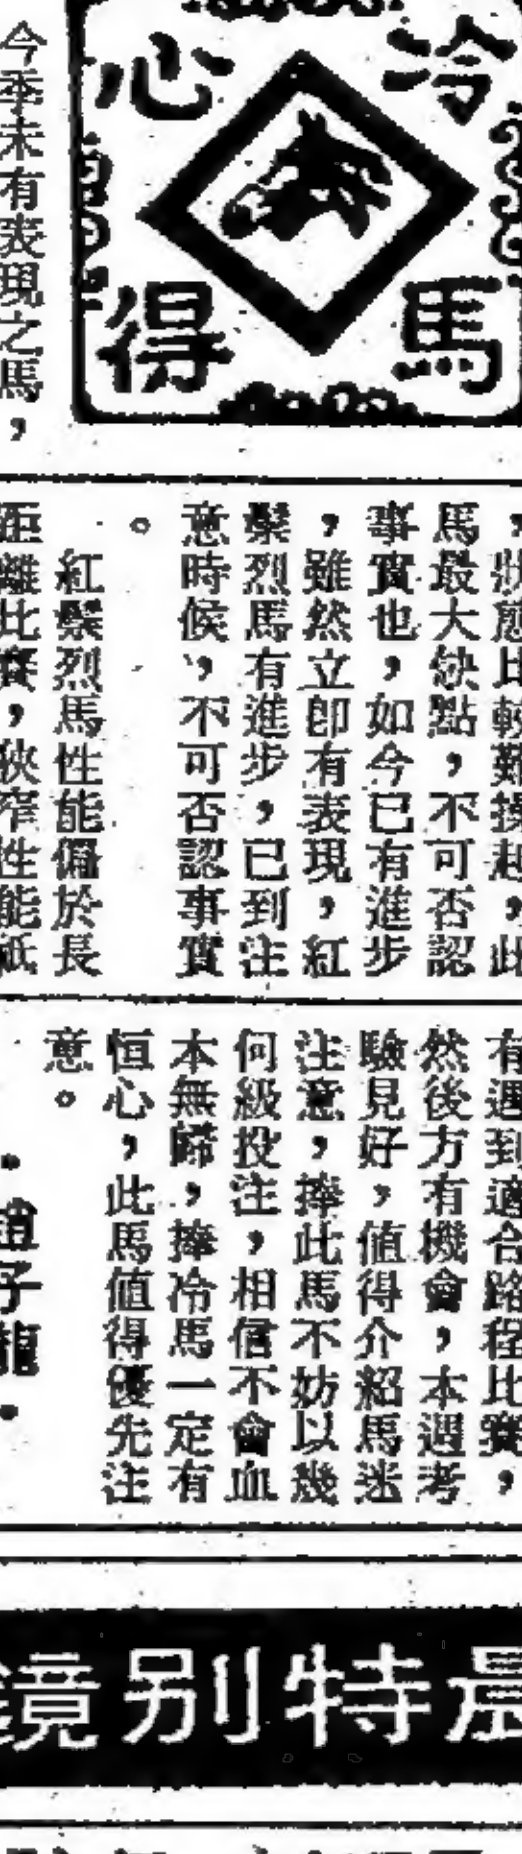 冷馬
心得
今季未有表現之馬，
，狀態比較難操起，此
馬最大缺點，不可否認
事實也，如今已有進步
，雖然立即有表現，紅
鬃烈馬有進步，已到注
意時候，不可否認事實
。
紅鬃烈馬性能偏於長
距離比賽，狹窄性能祇
有遇到適合路程比賽，
然後方有機會，本週考
驗見好，值得介紹馬迷
注意，捧此馬不妨以幾
何級投注，相信不會血
本無歸，捧冷馬一定有
恒心，此馬值得優先注
意。
·趙子龍·
晨特別鏡